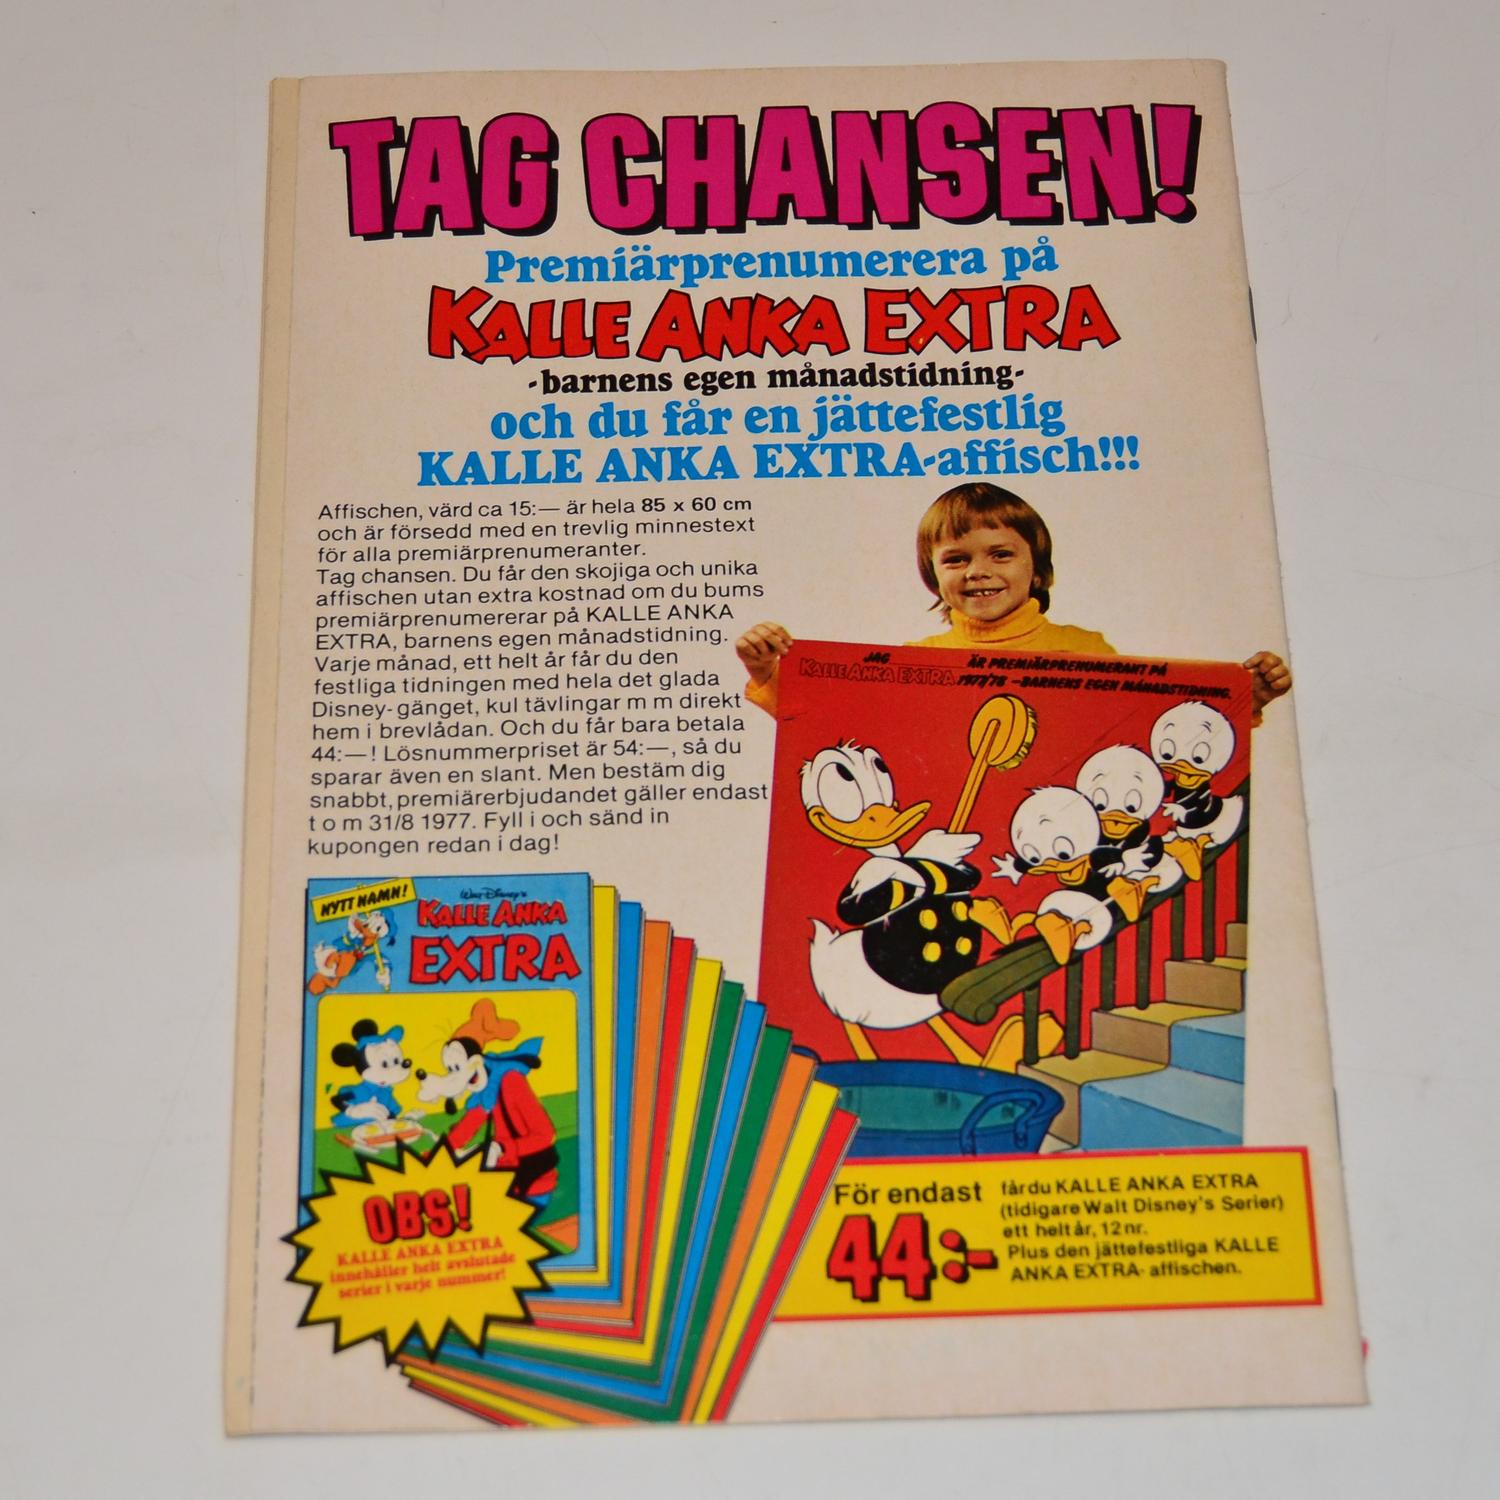 TAG CHANSEN!
Premiärprenumerera på
KALLE ANKA EXTRA
-barnens egen månadstidning-
och du får en jättefestlig
KALLE ANKA EXTRA-affisch!!!
Affischen, värd ca 15:— är hela 85 x 60 cm
och är försedd med en trevlig minnestext
för alla premiärprenumeranter.
Tag chansen. Du får den skojiga och unika
affischen utan extra kostnad om du bums
premiärprenumererar på KALLE ANKA
EXTRA, barnens egen månadstidning.
Varje månad, ett helt år får du den
festliga tidningen med hela det glada
Disney-gänget, kul tävlingar m m direkt
hem i brevlådan. Och du får bara betala
44:—! Lösnummerpriset är 54:—, så du
sparar även en slant. Men bestäm dig
snabbt, premiärerbjudandet gäller endast
t o m 31/8 1977. Fyll i och sänd in
kupongen redan i dag!
JAG ÄR PREMIÄRPRENUMERANT PÅ
KALLE ANKA EXTRA 1977/78 -BARNENS EGEN MÅNADSTIDNING.
NYTT NAMN!
Walt Disney's
KALLE ANKA
EXTRA
OBS!
KALLE ANKA EXTRA
innehåller helt avslutade
serier i varje nummer!
För endast
44:-
får du KALLE ANKA EXTRA
(tidigare Walt Disney's Serier)
ett helt år, 12 nr.
Plus den jättefestliga KALLE
ANKA EXTRA- affischen.